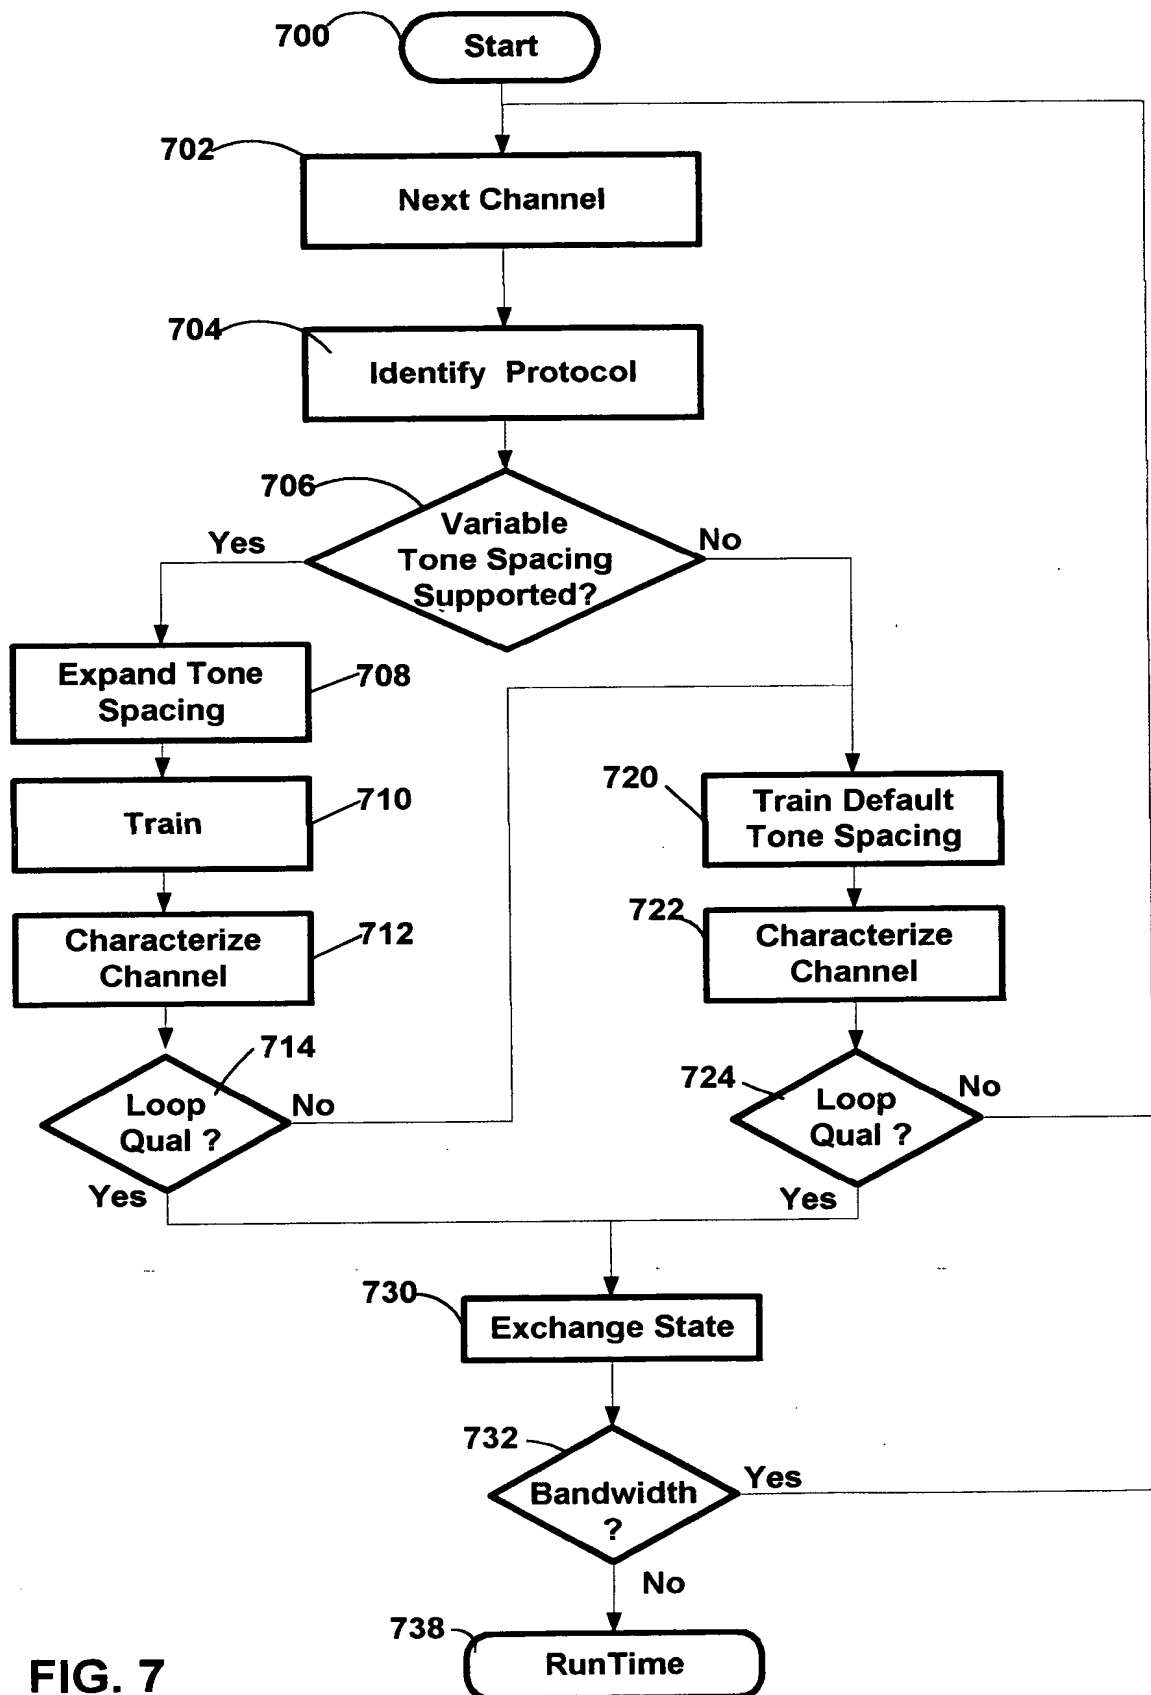 700
Start
702
Next Channel
704
Identify Protocol
706
Variable
Tone Spacing
Supported?
Yes
No
Expand Tone
Spacing
708
Train
710
720
Train Default
Tone Spacing
Characterize
Channel
712
722
Characterize
Channel
714
Loop
Qual ?
No
Yes
724
Loop
Qual ?
No
Yes
730
Exchange State
732
Bandwidth
?
Yes
No
738
RunTime
FIG. 7